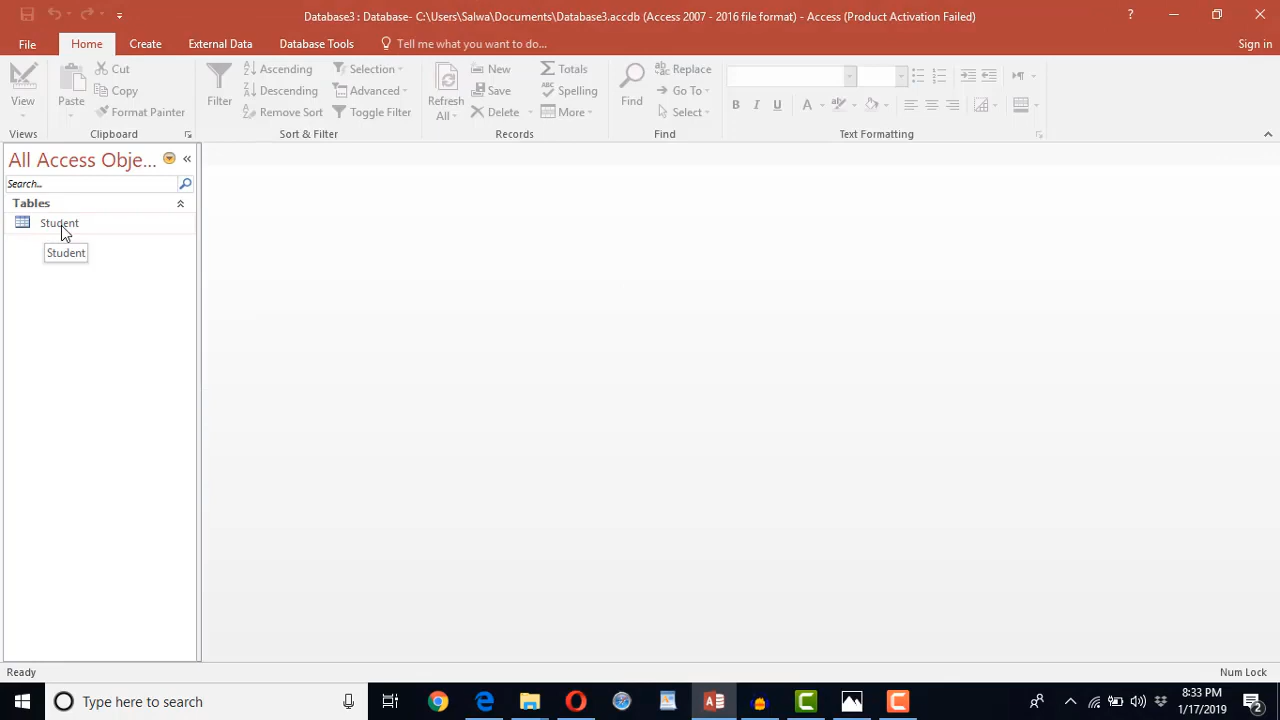 Database3 : Database- C:\Users\Salwa\Documents\Database3.accdb (Access 2007 - 2016 file format) - Access (Product Activation Failed)
File Home Create External Data Database Tools Tell me what you want to do... Sign in
View
Views
Paste
Cut
Copy
Format Painter
Clipboard
Filter
Ascending
Descending
Remove Sort
Selection
Advanced
Toggle Filter
Sort & Filter
Refresh
All
New
Save
Delete
Totals
Spelling
More
Records
Find
Replace
Go To
Select
Find
B I U A
Text Formatting
All Access Obje...
Search..
Tables
Student
Student
Ready
Num Lock
Type here to search
8:33 PM
1/17/2019
2